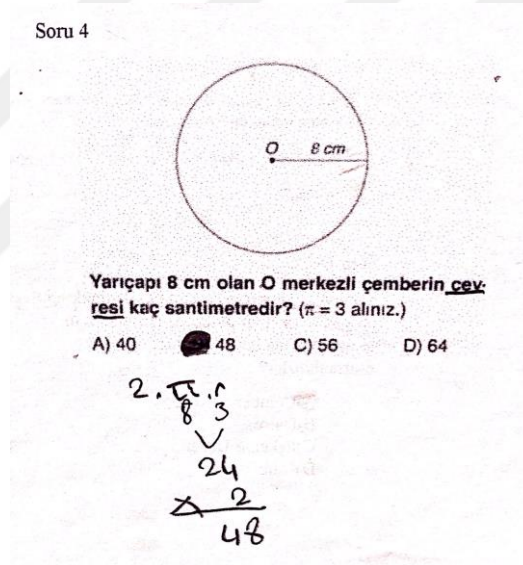 Soru 4
O 8 cm
Yarıçapı 8 cm olan O merkezli çemberin çev-
resi kaç santimetredir? (π = 3 alınız.)
A) 40 48 C) 56 D) 64
2 . π . r
8 3
24
× 2
48